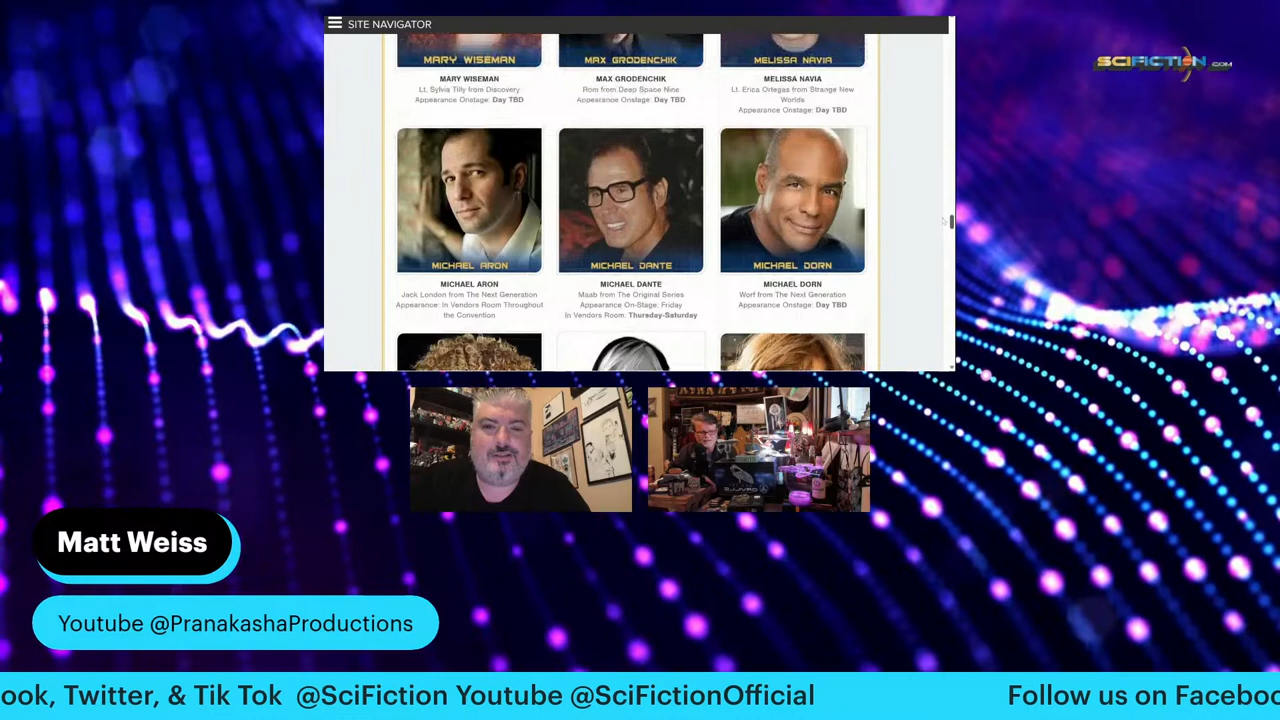 SITE NAVIGATOR
MARY WISEMAN
MAX GRODENCHIK
MELISSA NAVIA
MARY WISEMAN
Lt. Sylvia Tilly from Discovery
Appearance Onstage: Day TBD
MAX GRODENCHIK
Rom from Deep Space Nine
Appearance Onstage: Day TBD
MELISSA NAVIA
Lt. Erica Ortegas from Strange New
Worlds
Appearance Onstage: Day TBD
MICHAEL ARON
MICHAEL DANTE
MICHAEL DORN
MICHAEL ARON
Jack London from The Next Generation
Appearance: In Vendors Room Throughout
the Convention
MICHAEL DANTE
Maab from The Original Series
Appearance On-Stage: Friday
In Vendors Room: Thursday-Saturday
MICHAEL DORN
Worf from The Next Generation
Appearance Onstage: Day TBD
SCIFICTION.COM
Matt Weiss
Youtube @PranakashaProductions
ook, Twitter, & Tik Tok @SciFiction Youtube @SciFictionOfficial
Follow us on Faceboo